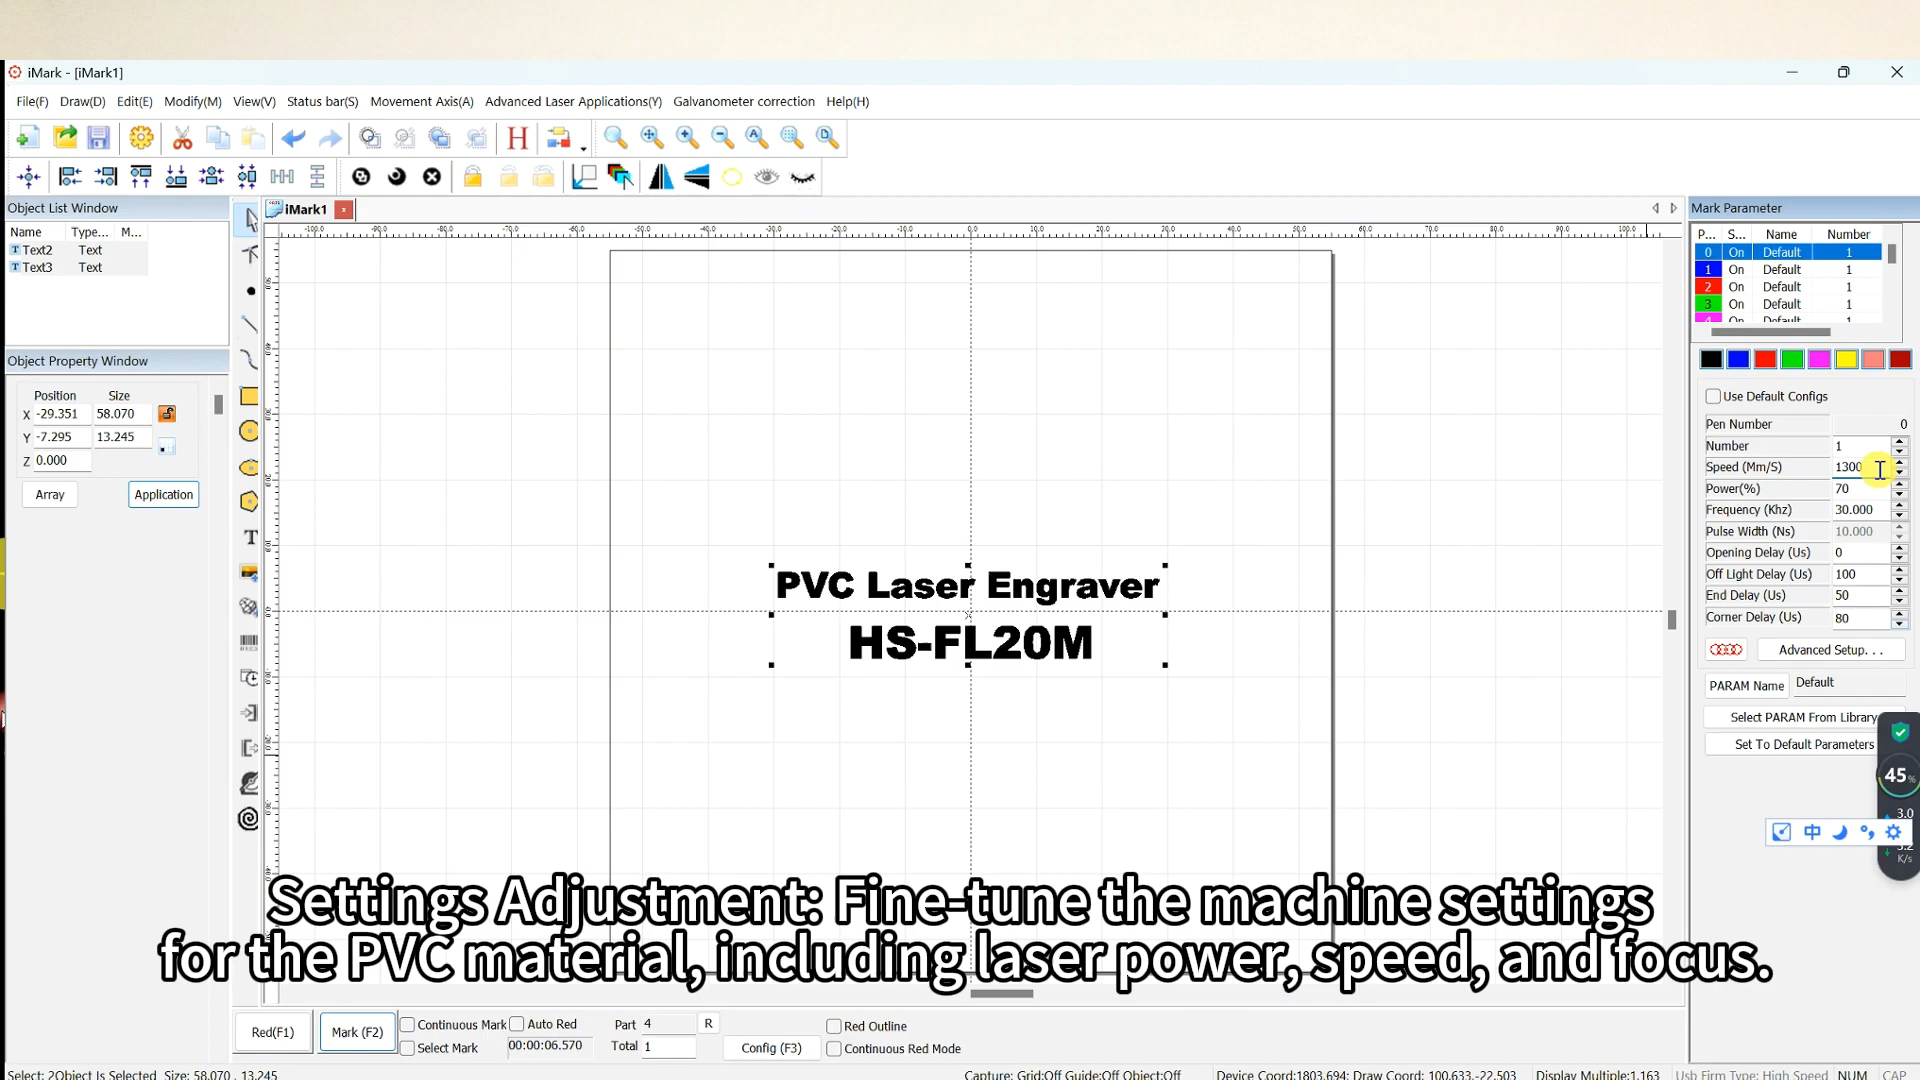 iMark - [iMark1]
File(F) Draw(D) Edit(E) Modify(M) View(V) Status bar(S) Movement Axis(A) Advanced Laser Applications(Y) Galvanometer correction Help(H)
Object List Window
Name Type... M...
Text2 Text
Text3 Text
Object Property Window
Position Size
X -29.351 58.070
Y -7.295 13.245
Z 0.000
Array Application
iMark1
PVC Laser Engraver
HS-FL20M
Mark Parameter
P... S... Name Number
0 On Default 1
1 On Default 1
2 On Default 1
3 On Default 1
4 On Default 1
Use Default Configs
Pen Number 0
Number 1
Speed (Mm/S) 1300
Power(%) 70
Frequency (Khz) 30.000
Pulse Width (Ns) 10.000
Opening Delay (Us) 0
Off Light Delay (Us) 100
End Delay (Us) 50
Corner Delay (Us) 80
Advanced Setup. . .
PARAM Name Default
Select PARAM From Library
Set To Default Parameters
45%
3.0
中
K/s
Settings Adjustment: Fine-tune the machine settings
for the PVC material, including laser power, speed, and focus.
Red(F1) Mark (F2) Continuous Mark Auto Red Part 4 R Red Outline
Select Mark 00:00:06.570 Total 1 Config (F3) Continuous Red Mode
Select: 2Object Is Selected Size: 58.070 , 13.245 Capture: Grid:Off Guide:Off Object:Off Device Coord:1803,694; Draw Coord: 100.633,-22.503 Display Multiple:1.163 Usb Firm Type: High Speed NUM CAP